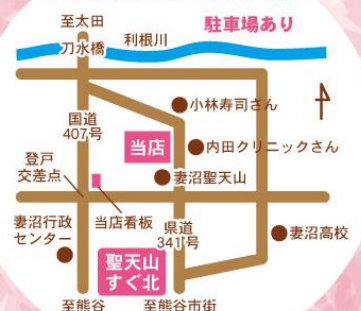 至太田
駐車場あり
刀水橋
利根川
小林寿司さん
国道
407号
当店
内田クリニックさん
登戸
交差点
妻沼聖天山
妻沼行政
センター
当店看板
県道
341号
妻沼高校
聖天山
すぐ北
至熊谷
至熊谷市街